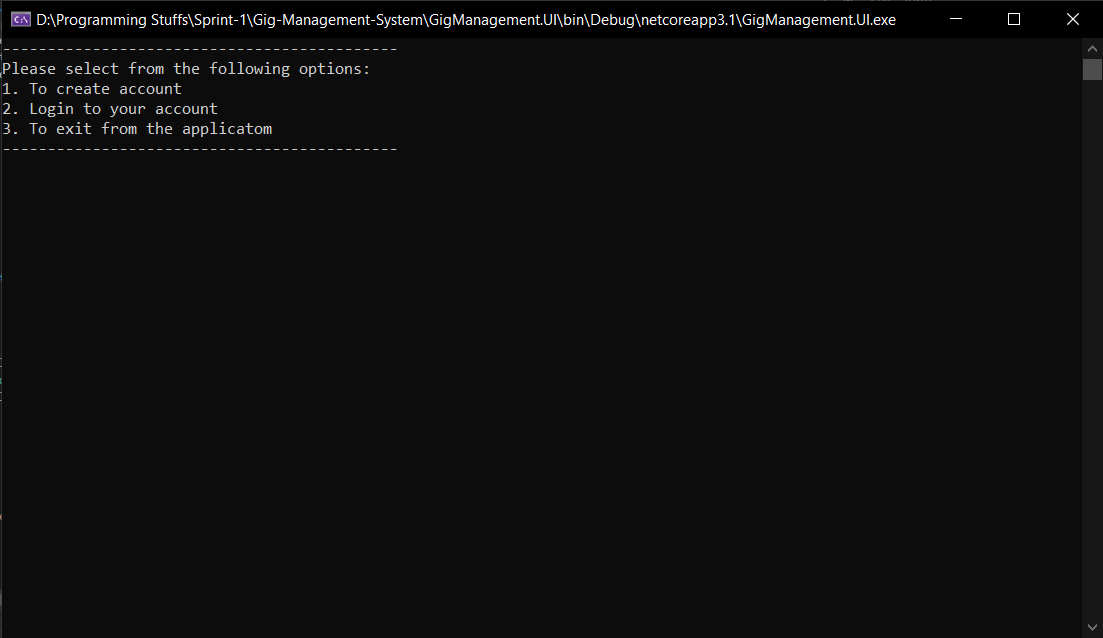 D:\Programming Stuffs\Sprint-1\Gig-Management-System\GigManagement.UI\bin\Debug\netcoreapp3.1\GigManagement.UI.exe
--------------------------------------------
Please select from the following options:
1. To create account
2. Login to your account
3. To exit from the applicatom
--------------------------------------------